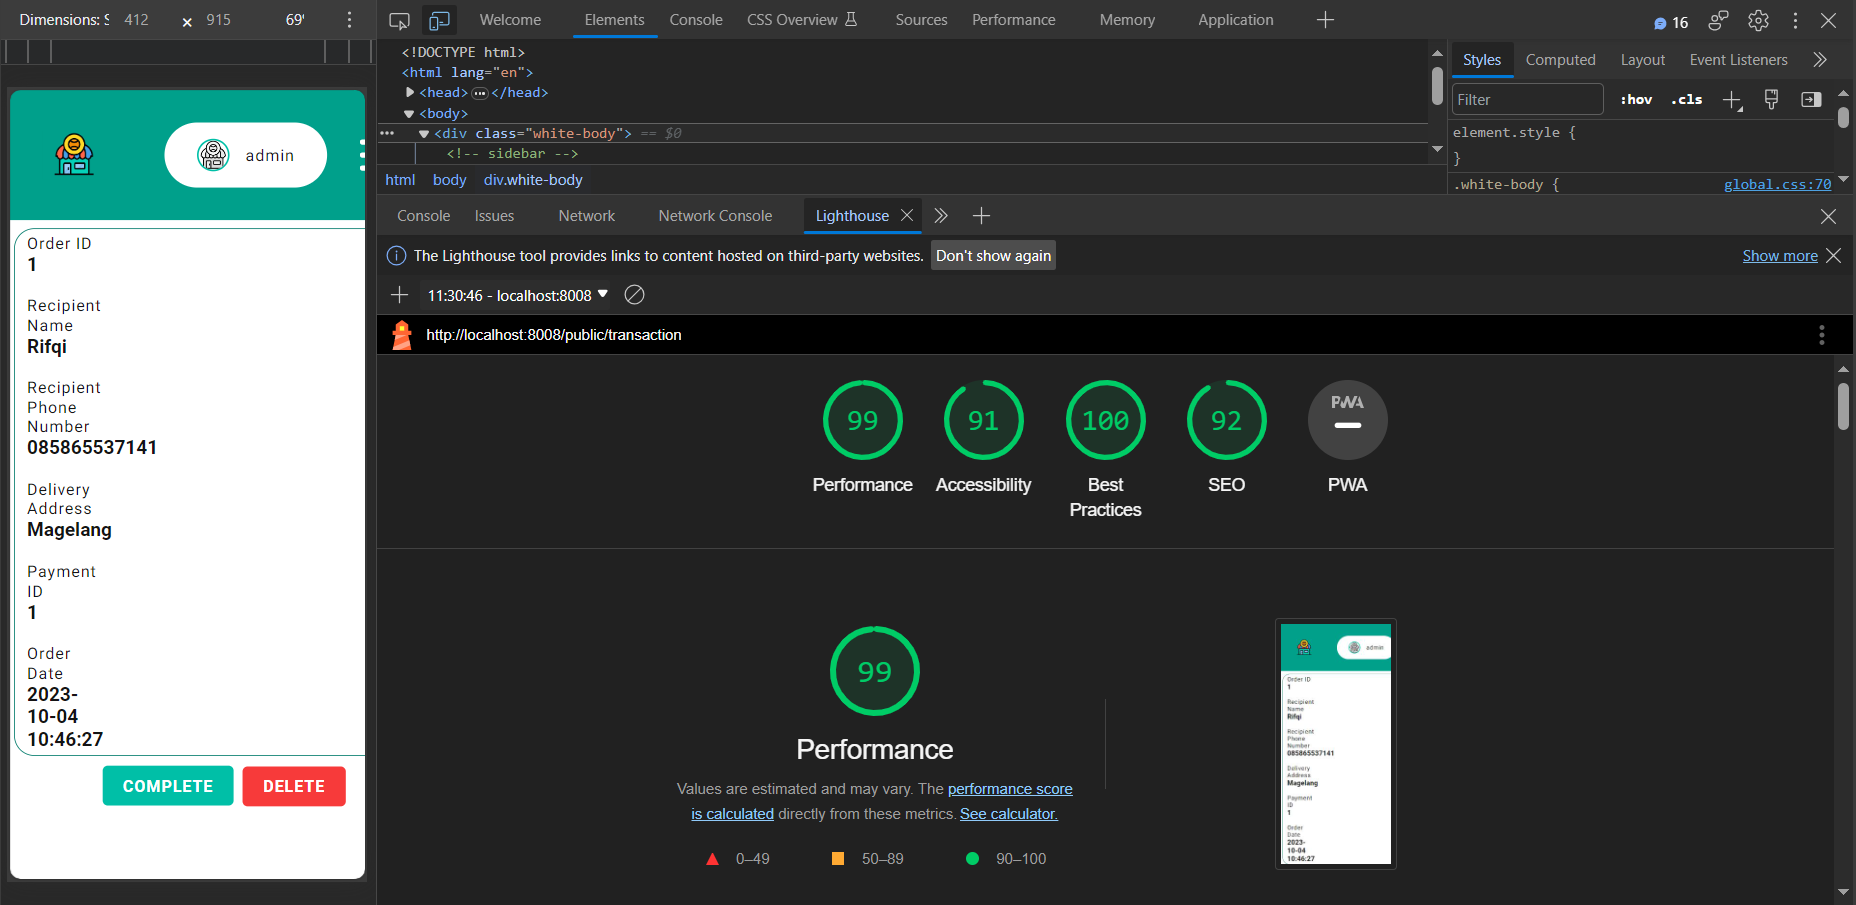 Dimensions: S 412 × 915 69'
Welcome Elements Console CSS Overview Sources Performance Memory Application
16
<!DOCTYPE html>
<html lang="en">
<head> ••• </head>
<body>
••• <div class="white-body"> == $0
<!-- sidebar -->
html body div.white-body
Styles Computed Layout Event Listeners
Filter :hov .cls
element.style {
}
.white-body { global.css:70
admin
Order ID
1
Recipient
Name
Rifqi
Recipient
Phone
Number
085865537141
Delivery
Address
Magelang
Payment
ID
1
Order
Date
2023-
10-04
10:46:27
COMPLETE DELETE
Console Issues Network Network Console Lighthouse
The Lighthouse tool provides links to content hosted on third-party websites. Don't show again Show more
11:30:46 - localhost:8008
http://localhost:8008/public/transaction
99 91 100 92 PWA
Performance Accessibility Best SEO PWA
Practices
99
Performance
Values are estimated and may vary. The performance score
is calculated directly from these metrics. See calculator.
0–49 50–89 90–100
admin
Order ID
1
Recipient
Name
Rifqi
Recipient
Phone
Number
085865537141
Delivery
Address
Magelang
Payment
ID
1
Order
Date
2023-
10-04
10:46:27